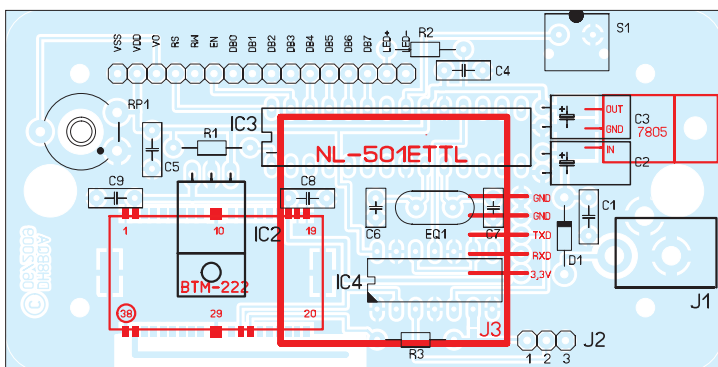 VSS
VDD
VO
RS
RW
EN
DB0
DB1
DB2
DB3
DB4
DB5
DB6
DB7
LED+
LED-
R2
S1
C4
RP1
IC3
R1
C5
NL-501ETTL
OUT
C3
GND
7805
IN
C2
C9
C8
GND
GND
TXD
RXD
3,3V
C6
EQ1
C7
C1
1
10
19
IC2
BTM-222
D1
IC4
38
29
20
J1
J3
R3
J2
1 2 3